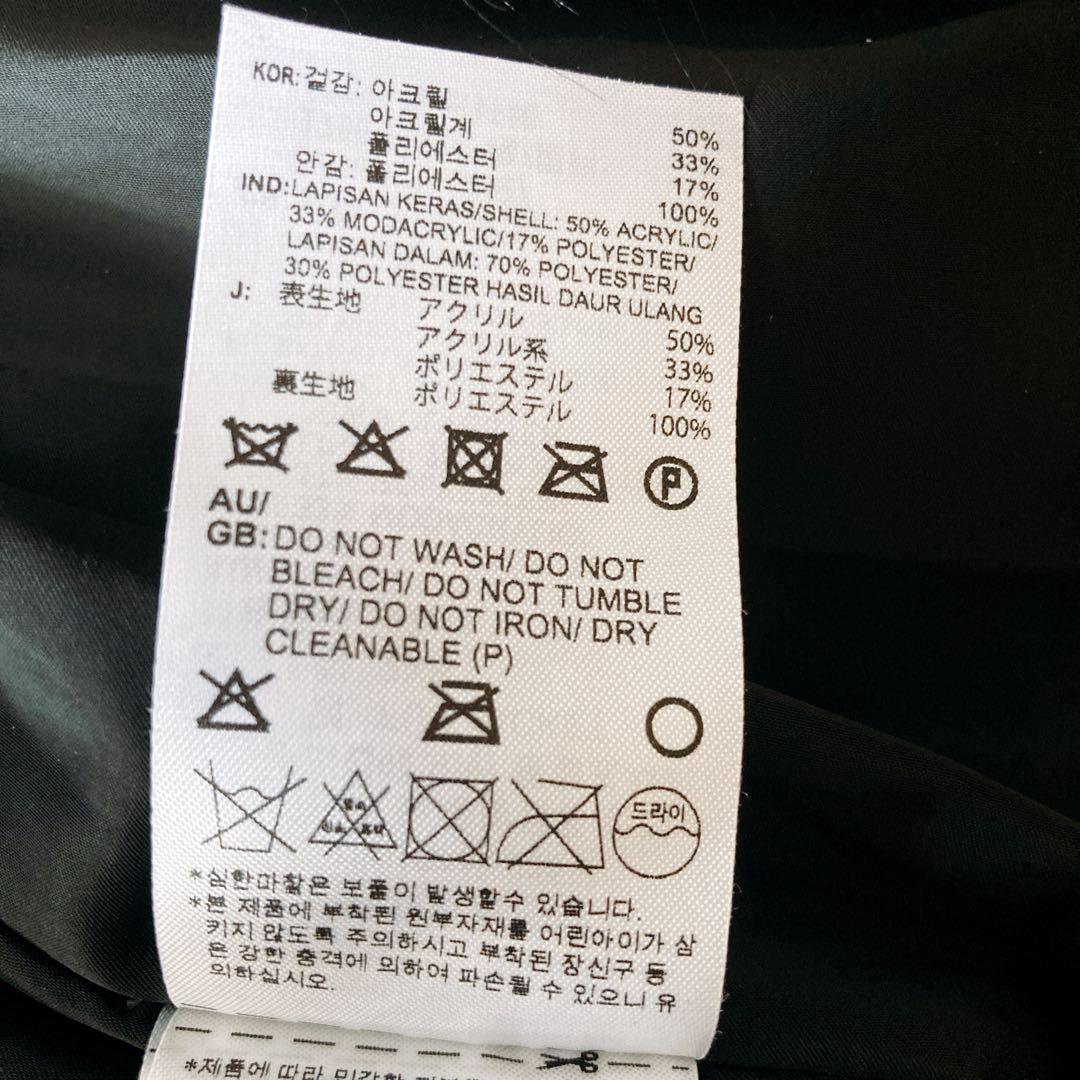 KOR: 겉감: 아크릴 50%
아크릴계 33%
폴리에스터 17%
안감: 폴리에스터 100%
IND:LAPISAN KERAS/SHELL: 50% ACRYLIC/
33% MODACRYLIC/17% POLYESTER/
LAPISAN DALAM: 70% POLYESTER/
30% POLYESTER HASIL DAUR ULANG
J: 表生地 アクリル 50%
アクリル系 33%
ポリエステル 17%
裏生地 ポリエステル 100%
P
AU/
GB: DO NOT WASH/ DO NOT
BLEACH/ DO NOT TUMBLE
DRY/ DO NOT IRON/ DRY
CLEANABLE (P)
드라이
*심한마찰은 보풀이 발생할수 있습니다.
*본 제품에 부착된 원부자재를 어린아이가 삼
키지 않도록 주의하시고 부착된 장신구 등
은 강한 충격에 의하여 파손될 수 있으니 유
의하십시오.
*제품에 따라